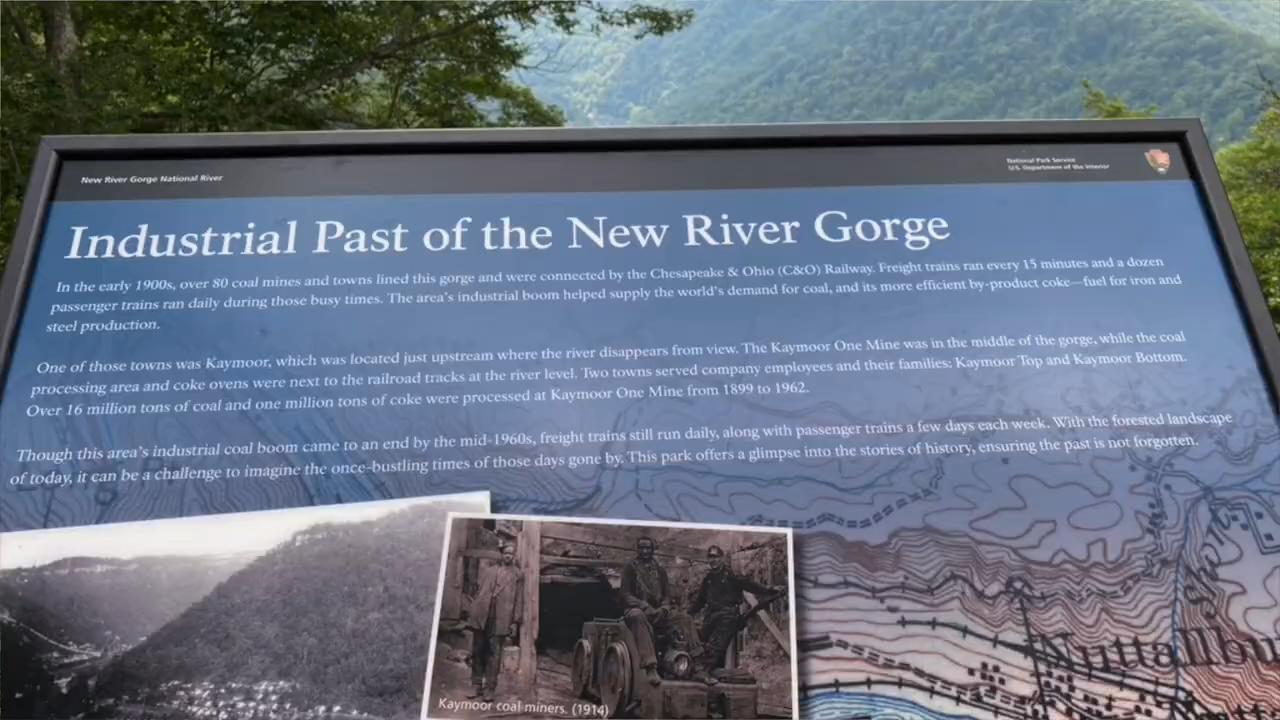 New River Gorge National River
National Park Service
U.S. Department of the Interior
Industrial Past of the New River Gorge
In the early 1900s, over 80 coal mines and towns lined this gorge and were connected by the Chesapeake & Ohio (C&O) Railway. Freight trains ran every 15 minutes and a dozen
passenger trains ran daily during those busy times. The area's industrial boom helped supply the world's demand for coal, and its more efficient by-product coke—fuel for iron and
steel production.
One of those towns was Kaymoor, which was located just upstream where the river disappears from view. The Kaymoor One Mine was in the middle of the gorge, while the coal
processing area and coke ovens were next to the railroad tracks at the river level. Two towns served company employees and their families: Kaymoor Top and Kaymoor Bottom.
Over 16 million tons of coal and one million tons of coke were processed at Kaymoor One Mine from 1899 to 1962.
Though this area's industrial coal boom came to an end by the mid-1960s, freight trains still run daily, along with passenger trains a few days each week. With the forested landscape
of today, it can be a challenge to imagine the once-bustling times of those days gone by. This park offers a glimpse into the stories of history, ensuring the past is not forgotten.
Nuttallbu
Kaymoor coal miners. (1914)